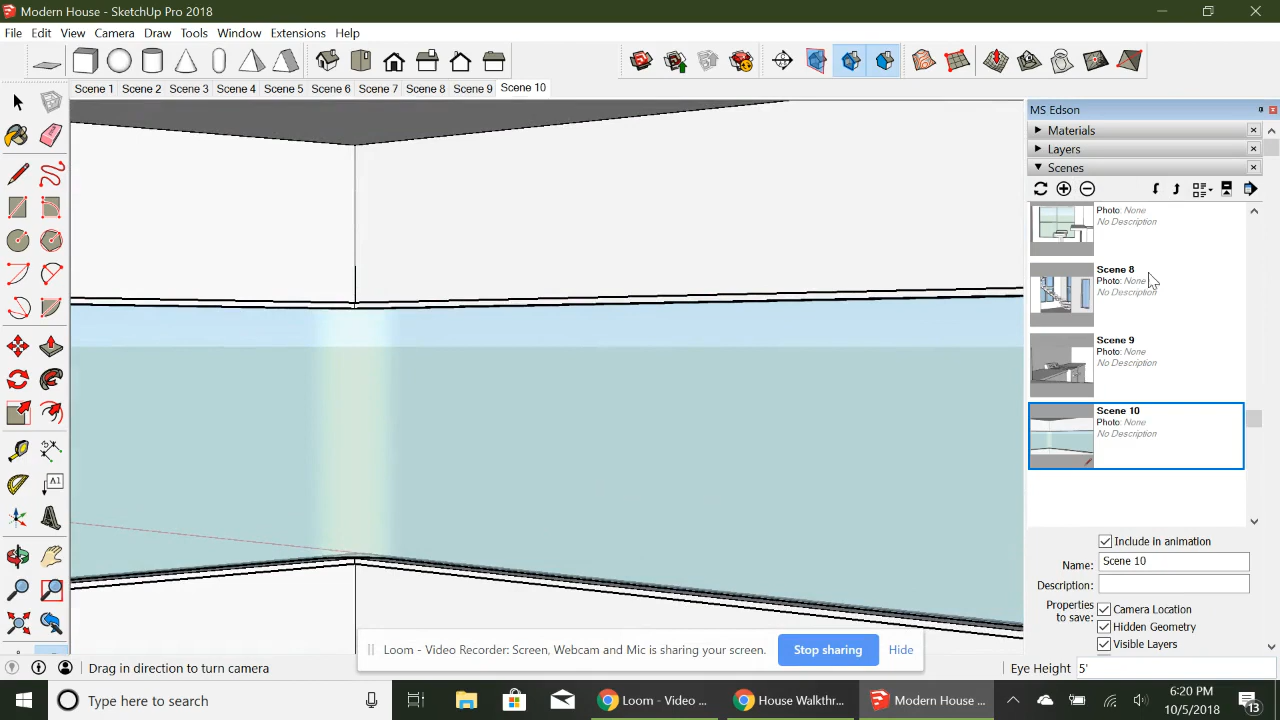 Modern House - SketchUp Pro 2018
File Edit View Camera Draw Tools Window Extensions Help
Scene 1 Scene 2 Scene 3 Scene 4 Scene 5 Scene 6 Scene 7 Scene 8 Scene 9 Scene 10
MS Edson
Materials
Layers
Scenes
Photo: None
No Description
Scene 8
Photo: None
No Description
Scene 9
Photo: None
No Description
Scene 10
Photo: None
No Description
Include in animation
Name: Scene 10
Description:
Properties
to save:
Camera Location
Hidden Geometry
Visible Layers
A1
Loom - Video Recorder: Screen, Webcam and Mic is sharing your screen. Stop sharing Hide
Drag in direction to turn camera
Eye Height 5'
Type here to search
Loom - Video ...
House Walkthr...
Modern House ...
6:20 PM
10/5/2018
13